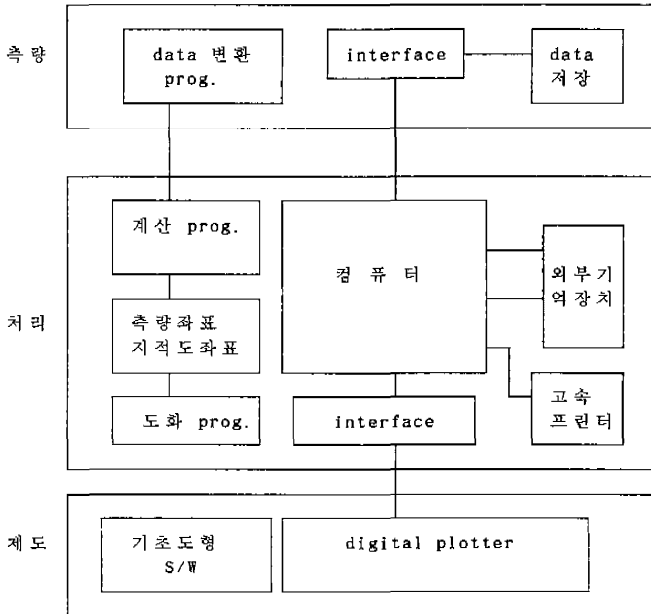 측량
data 변환
prog.
interface
data
저장
처리
계산 prog.
측량좌표
지적도좌표
도화 prog.
컴퓨터
interface
외부기
억장치
고속
프린터
제도
기초도형
S/W
digital plotter